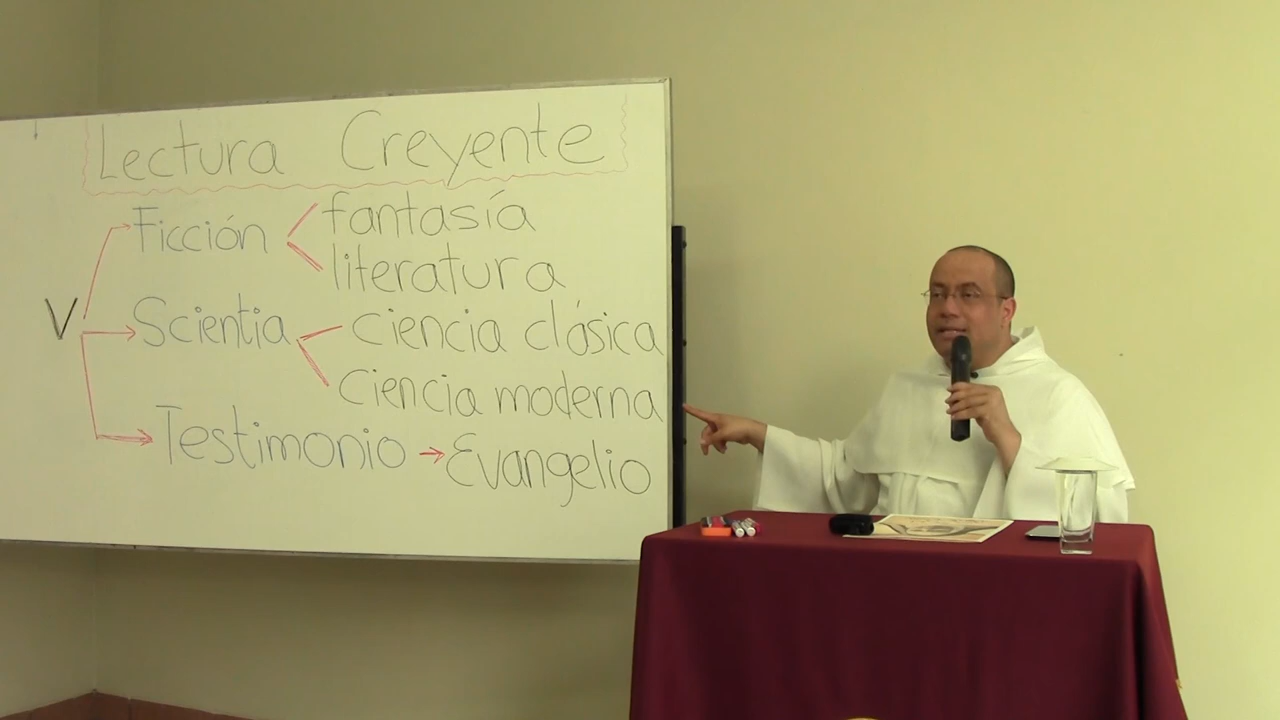 Lectura Creyente
Ficción fantasía
literatura
V Scientia ciencia clásica
ciencia moderna
Testimonio → Evangelio